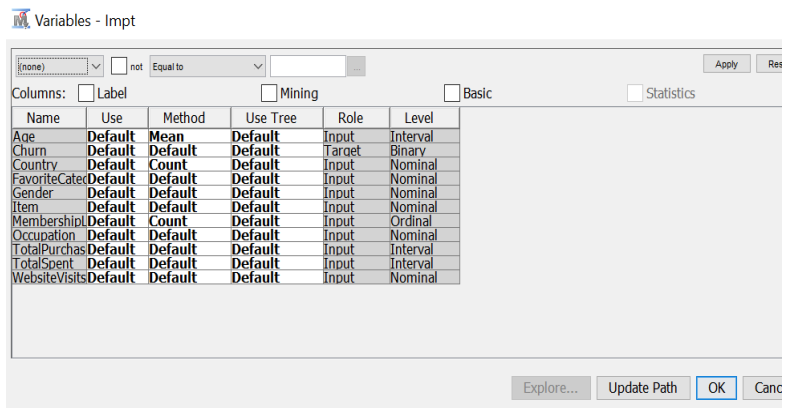 Variables - Impt
(none) not Equal to ... Apply Res
Columns: Label Mining Basic Statistics
Name Use Method Use Tree Role Level
Age Default Mean Default Input Interval
Churn Default Default Default Target Binary
Country Default Count Default Input Nominal
FavoriteCateg Default Default Default Input Nominal
Gender Default Default Default Input Nominal
Item Default Default Default Input Nominal
MembershipL Default Count Default Input Ordinal
Occupation Default Default Default Input Nominal
TotalPurchas Default Default Default Input Interval
TotalSpent Default Default Default Input Interval
WebsiteVisits Default Default Default Input Nominal
Explore... Update Path OK Canc